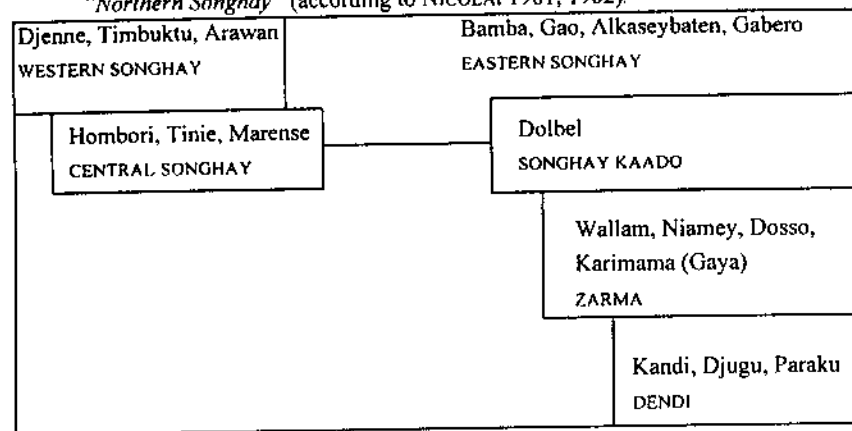 "Northern Songhay" (according to NICOLAI 1981, 1982).
Djenne, Timbuktu, Arawan
WESTERN SONGHAY
Bamba, Gao, Alkaseybaten, Gabero
EASTERN SONGHAY
Hombori, Tinie, Marense
CENTRAL SONGHAY
Dolbel
SONGHAY KAADO
Wallam, Niamey, Dosso,
Karimama (Gaya)
ZARMA
Kandi, Djugu, Paraku
DENDI